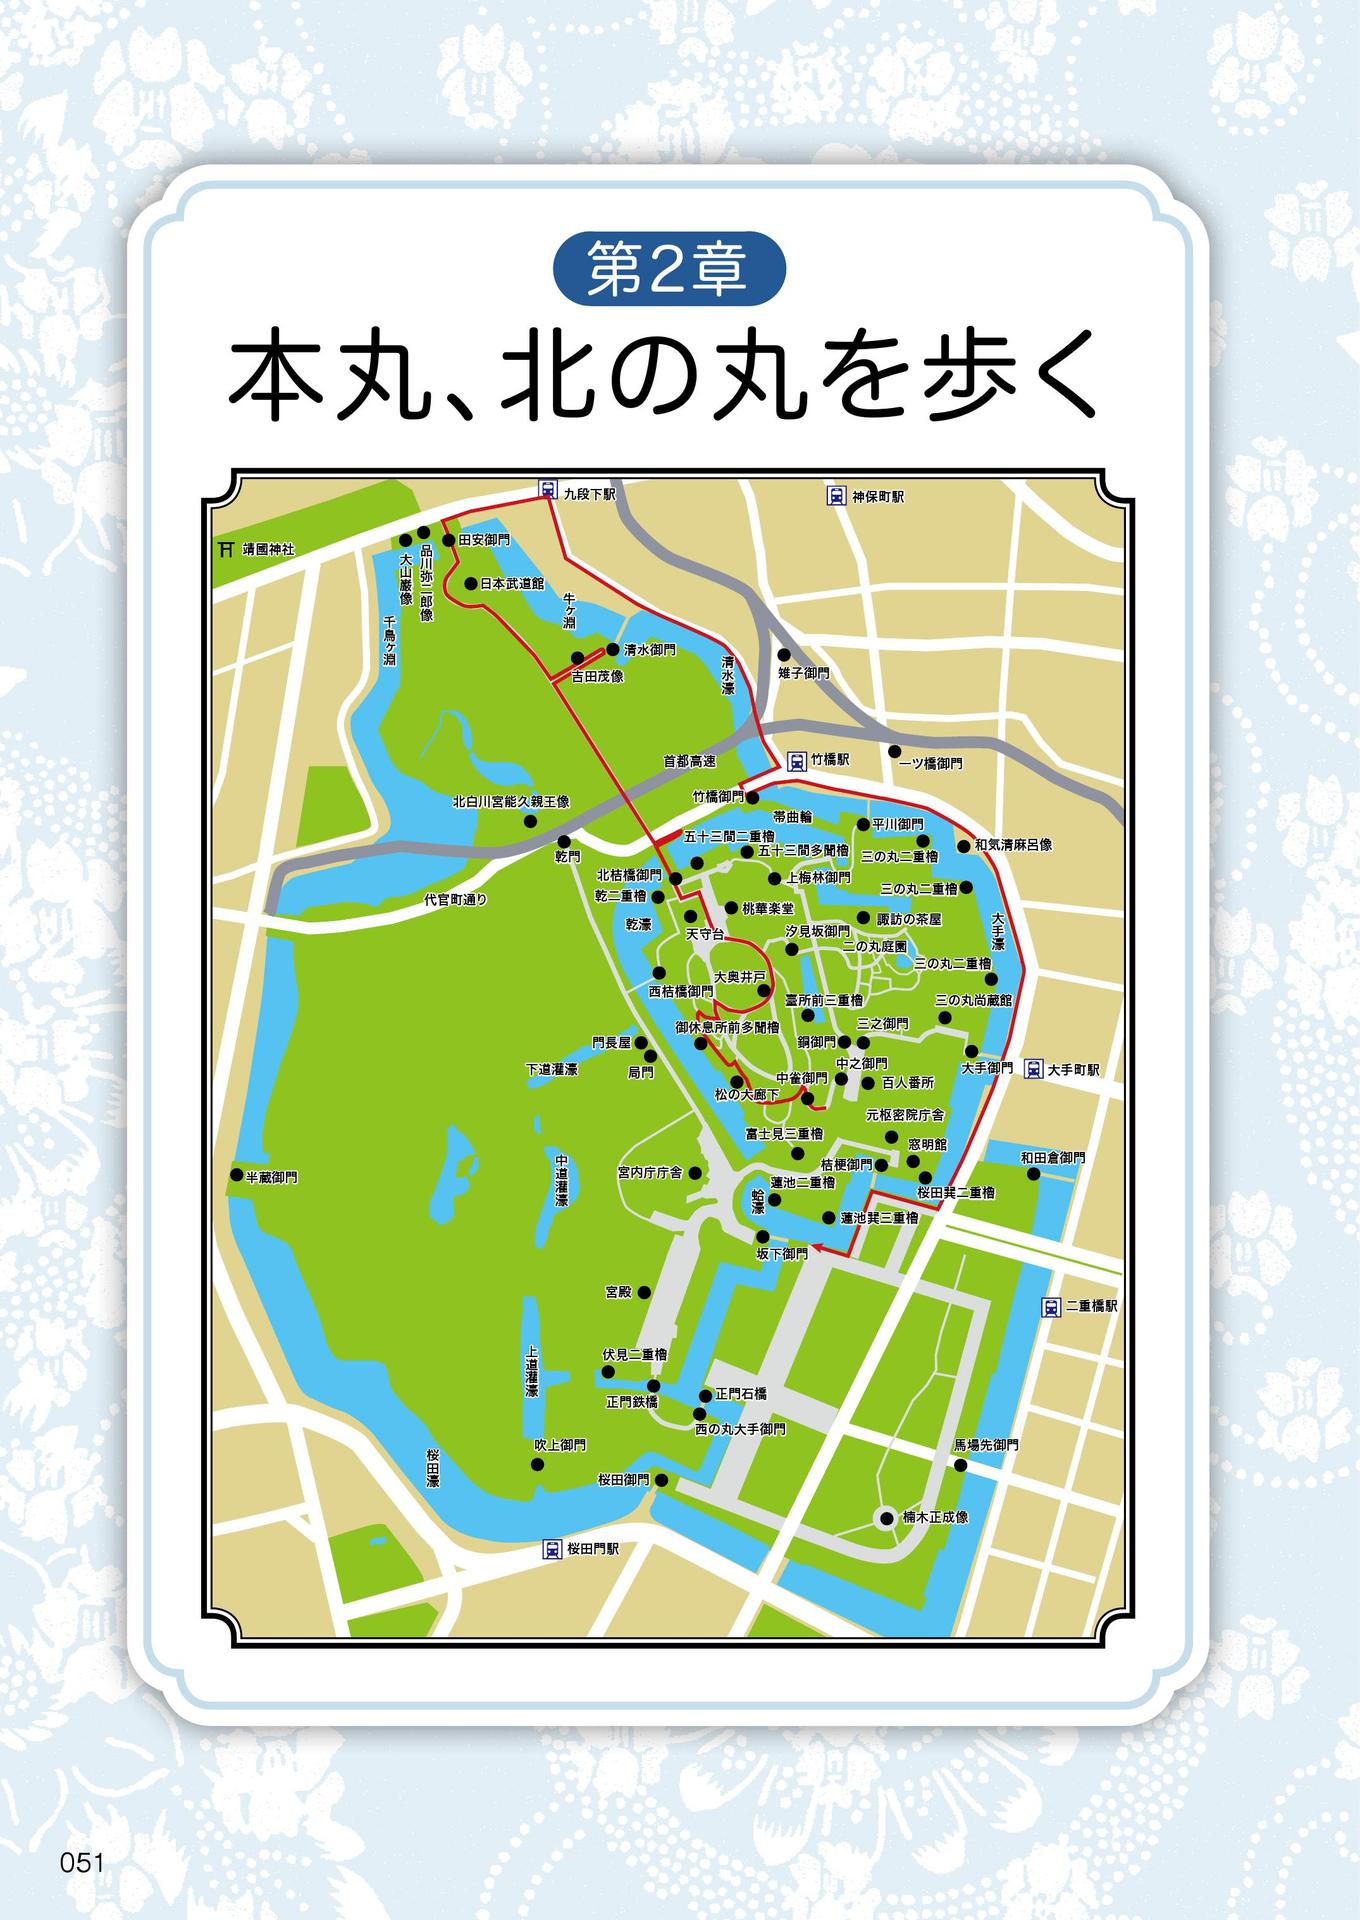 第2章
本丸、北の丸を歩く
九段下駅
神保町駅
靖國神社
田安御門
品川弥二郎像
大山巌像
日本武道館
牛ヶ淵
千鳥ヶ淵
清水御門
吉田茂像
清水濠
雉子御門
首都高速
竹橋駅
一ツ橋御門
竹橋御門
北白川宮能久親王像
帯曲輪
平川御門
五十三間二重櫓
五十三間多聞櫓
三の丸二重櫓
和気清麻呂像
乾門
北桔橋御門
上梅林御門
三の丸二重櫓
代官町通り
乾二重櫓
桃華楽堂
諏訪の茶屋
乾濠
天守台
汐見坂御門
二の丸庭園
大手濠
三の丸二重櫓
大奥井戸
西桔橋御門
臺所前三重櫓
三の丸尚蔵館
御休息所前多聞櫓
三之御門
門長屋
銅御門
下道灌濠
局門
中之御門
大手御門
大手町駅
中雀御門
百人番所
松の大廊下
元枢密院庁舎
富士見三重櫓
窓明館
和田倉御門
桔梗御門
半蔵御門
中道灌濠
宮内庁庁舎
蓮池二重櫓
桜田巽二重櫓
蛤濠
蓮池巽三重櫓
坂下御門
宮殿
二重橋駅
上道灌濠
伏見二重櫓
正門鉄橋
正門石橋
西の丸大手御門
吹上御門
馬場先御門
桜田濠
桜田御門
楠木正成像
桜田門駅
051